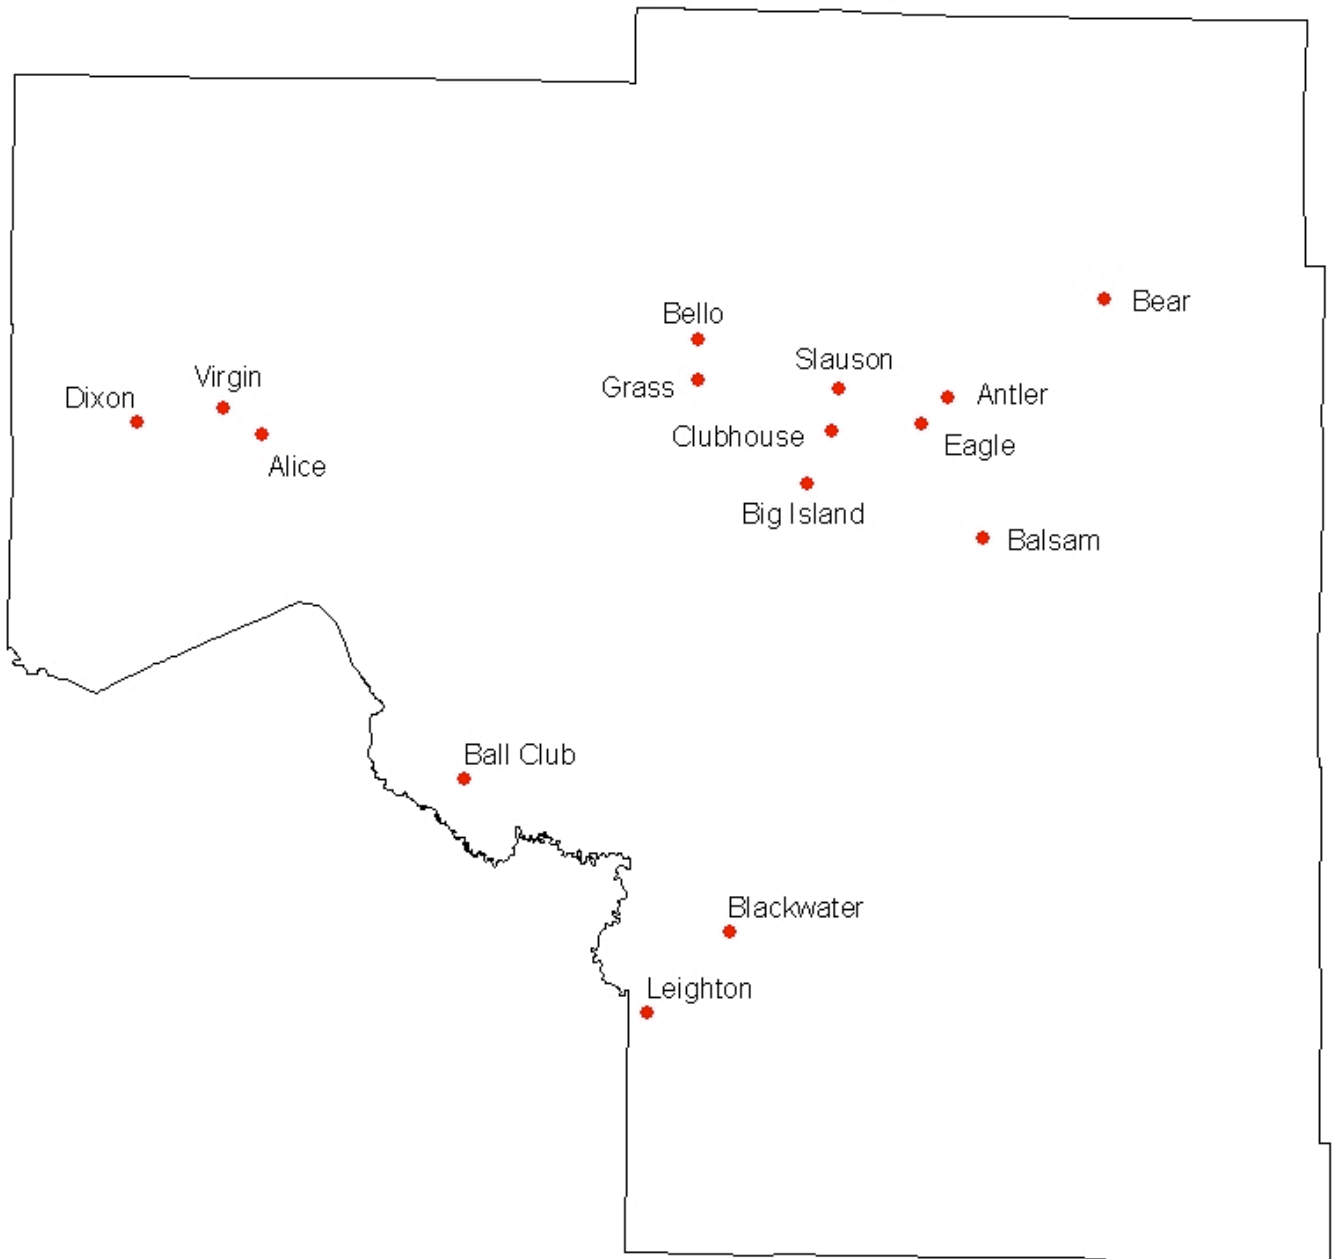 Bear
Bello
Slauson
Virgin
Grass
Antler
Dixon
Clubhouse
Eagle
Alice
Big Island
Balsam
Ball Club
Blackwater
Leighton